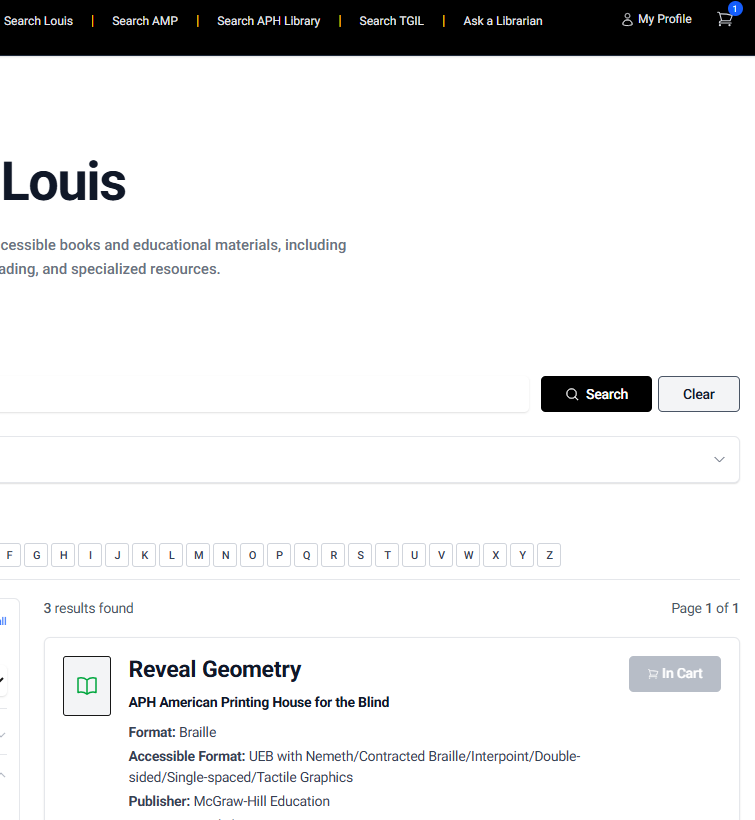 Search Louis | Search AMP | Search APH Library | Search TGIL | Ask a Librarian My Profile 1
Louis
cessible books and educational materials, including
ading, and specialized resources.
Search Clear
F G H I J K L M N O P Q R S T U V W X Y Z
ll
3 results found Page 1 of 1
Reveal Geometry In Cart
APH American Printing House for the Blind
Format: Braille
Accessible Format: UEB with Nemeth/Contracted Braille/Interpoint/Double-
sided/Single-spaced/Tactile Graphics
Publisher: McGraw-Hill Education